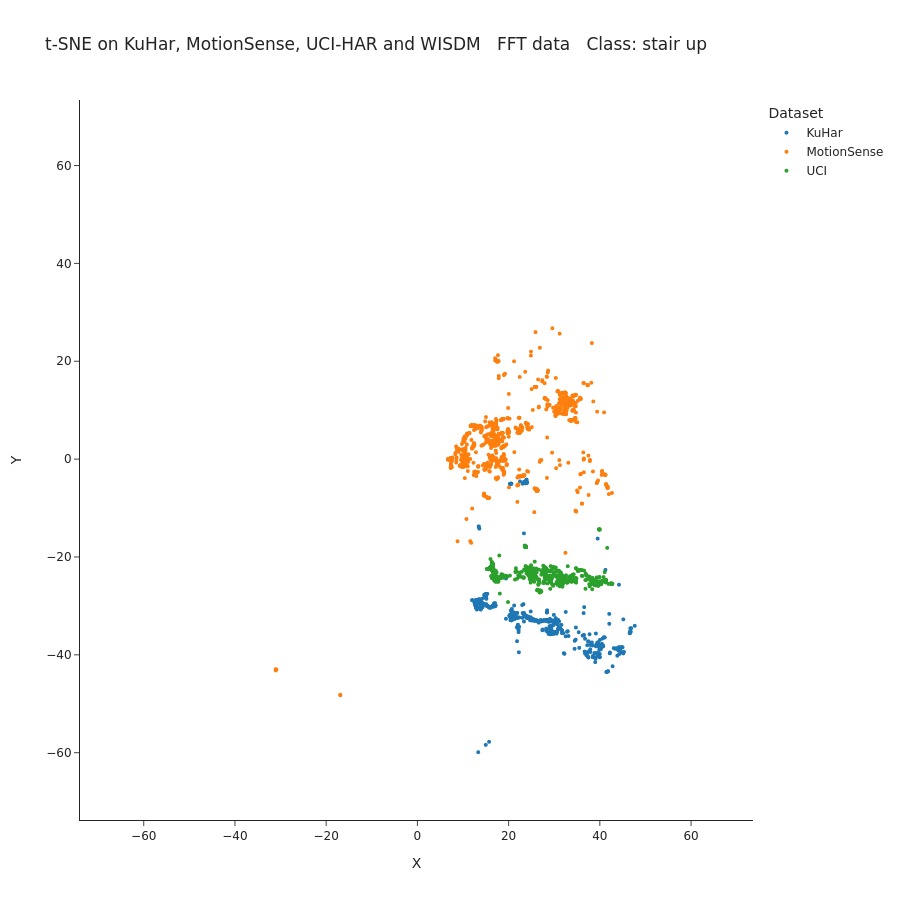 t-SNE on KuHar, MotionSense, UCI-HAR and WISDM   FFT data   Class: stair up
Dataset
KuHar
MotionSense
UCI
60
40
20
0
−20
−40
−60
Y
−60
−40
−20
0
20
40
60
X